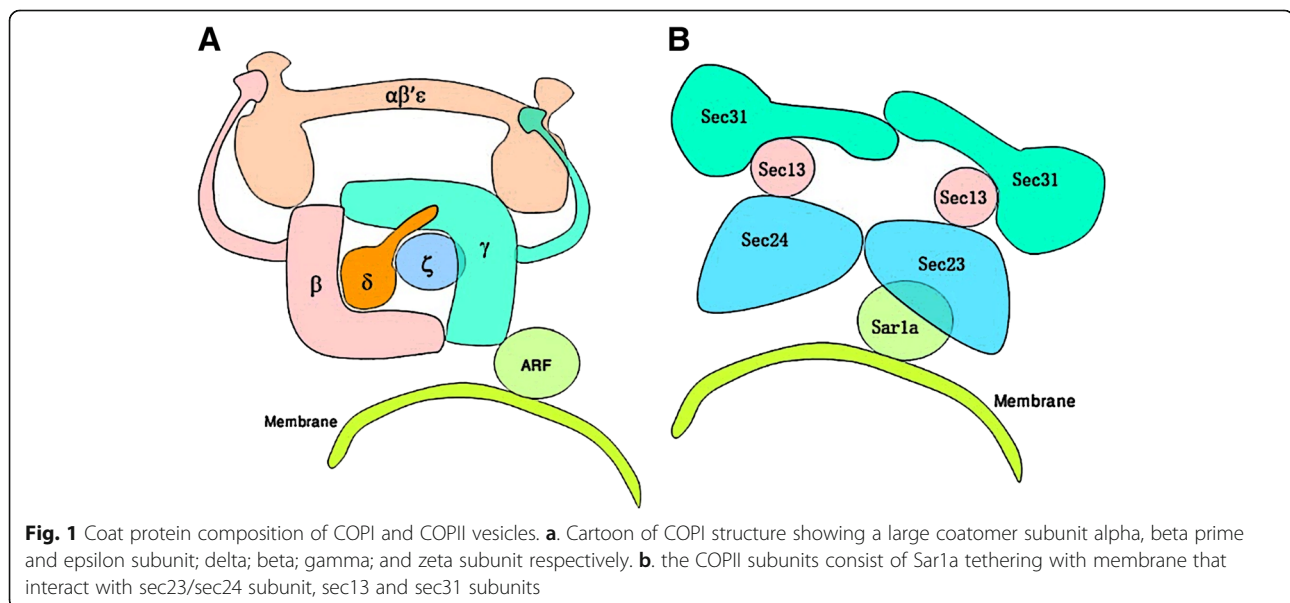 A
B
αβ'ε
β
δ
ζ
γ
ARF
Membrane
Sec31
Sec31
Sec13
Sec13
Sec24
Sec23
Sar1a
Membrane
Fig. 1 Coat protein composition of COPI and COPII vesicles. a. Cartoon of COPI structure showing a large coatomer subunit alpha, beta prime
and epsilon subunit; delta; beta; gamma; and zeta subunit respectively. b. the COPII subunits consist of Sar1a tethering with membrane that
interact with sec23/sec24 subunit, sec13 and sec31 subunits